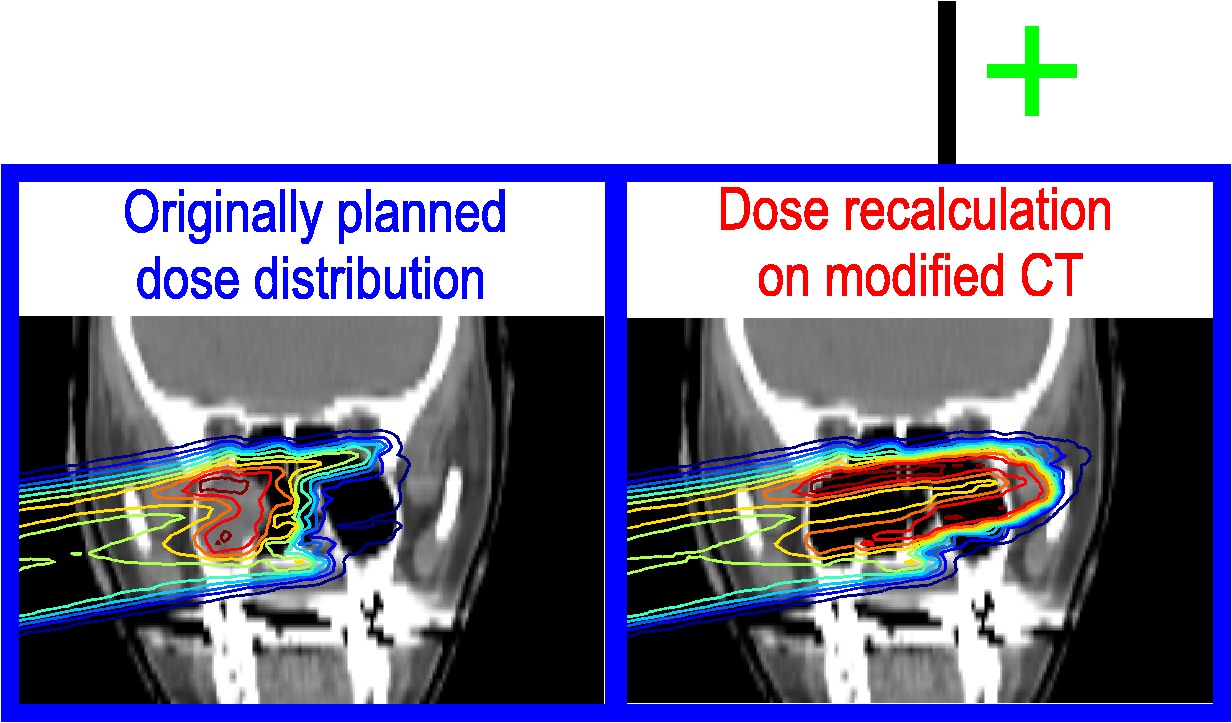 Originally planned
dose distribution
Dose recalculation
on modified CT